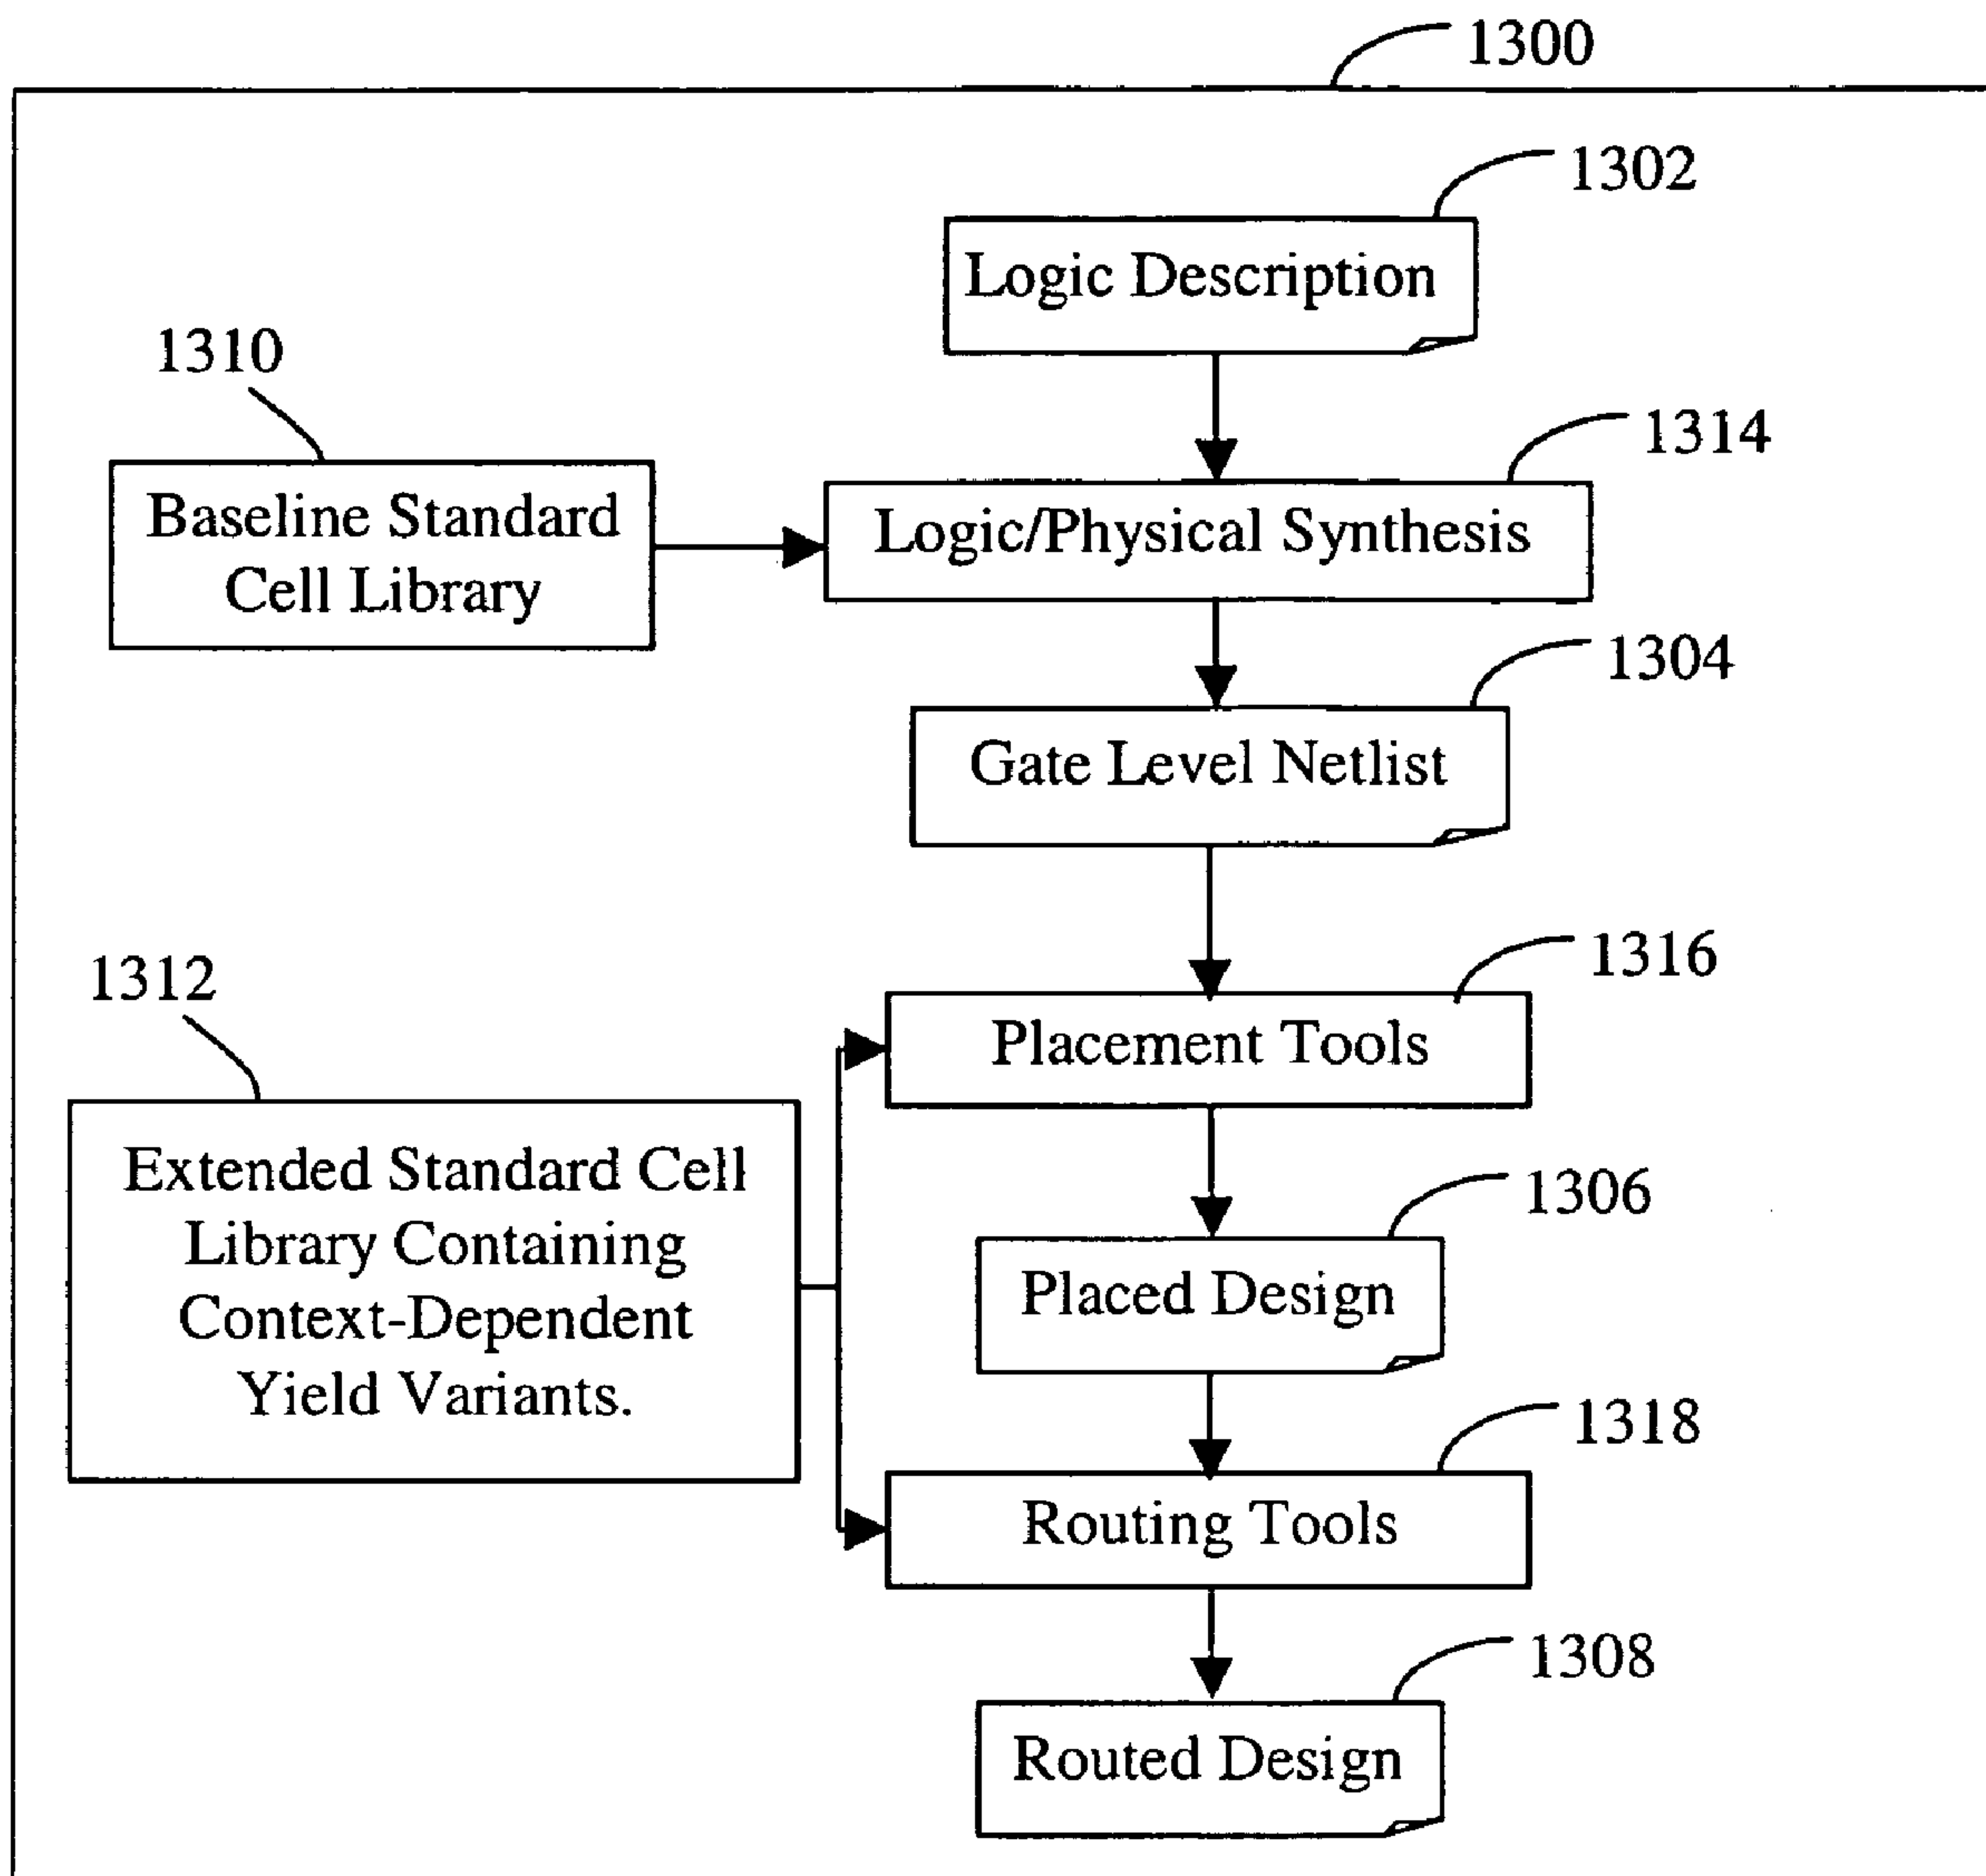 1300
1302
Logic Description
1310
1314
Baseline Standard
Cell Library
Logic/Physical Synthesis
1304
Gate Level Netlist
1312
1316
Placement Tools
Extended Standard Cell
Library Containing
Context-Dependent
Yield Variants.
1306
Placed Design
1318
Routing Tools
1308
Routed Design